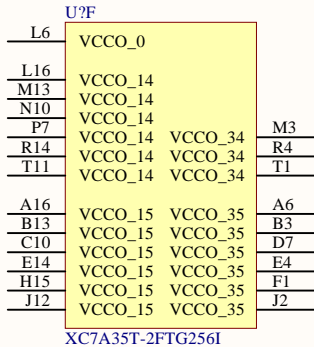 U?F
L6 VCCO_0
L16 VCCO_14
M13 VCCO_14
N10 VCCO_14
P7 VCCO_14 VCCO_34 M3
R14 VCCO_14 VCCO_34 R4
T11 VCCO_14 VCCO_34 T1
A16 VCCO_15 VCCO_35 A6
B13 VCCO_15 VCCO_35 B3
C10 VCCO_15 VCCO_35 D7
E14 VCCO_15 VCCO_35 E4
H15 VCCO_15 VCCO_35 F1
J12 VCCO_15 VCCO_35 J2
XC7A35T-2FTG256I